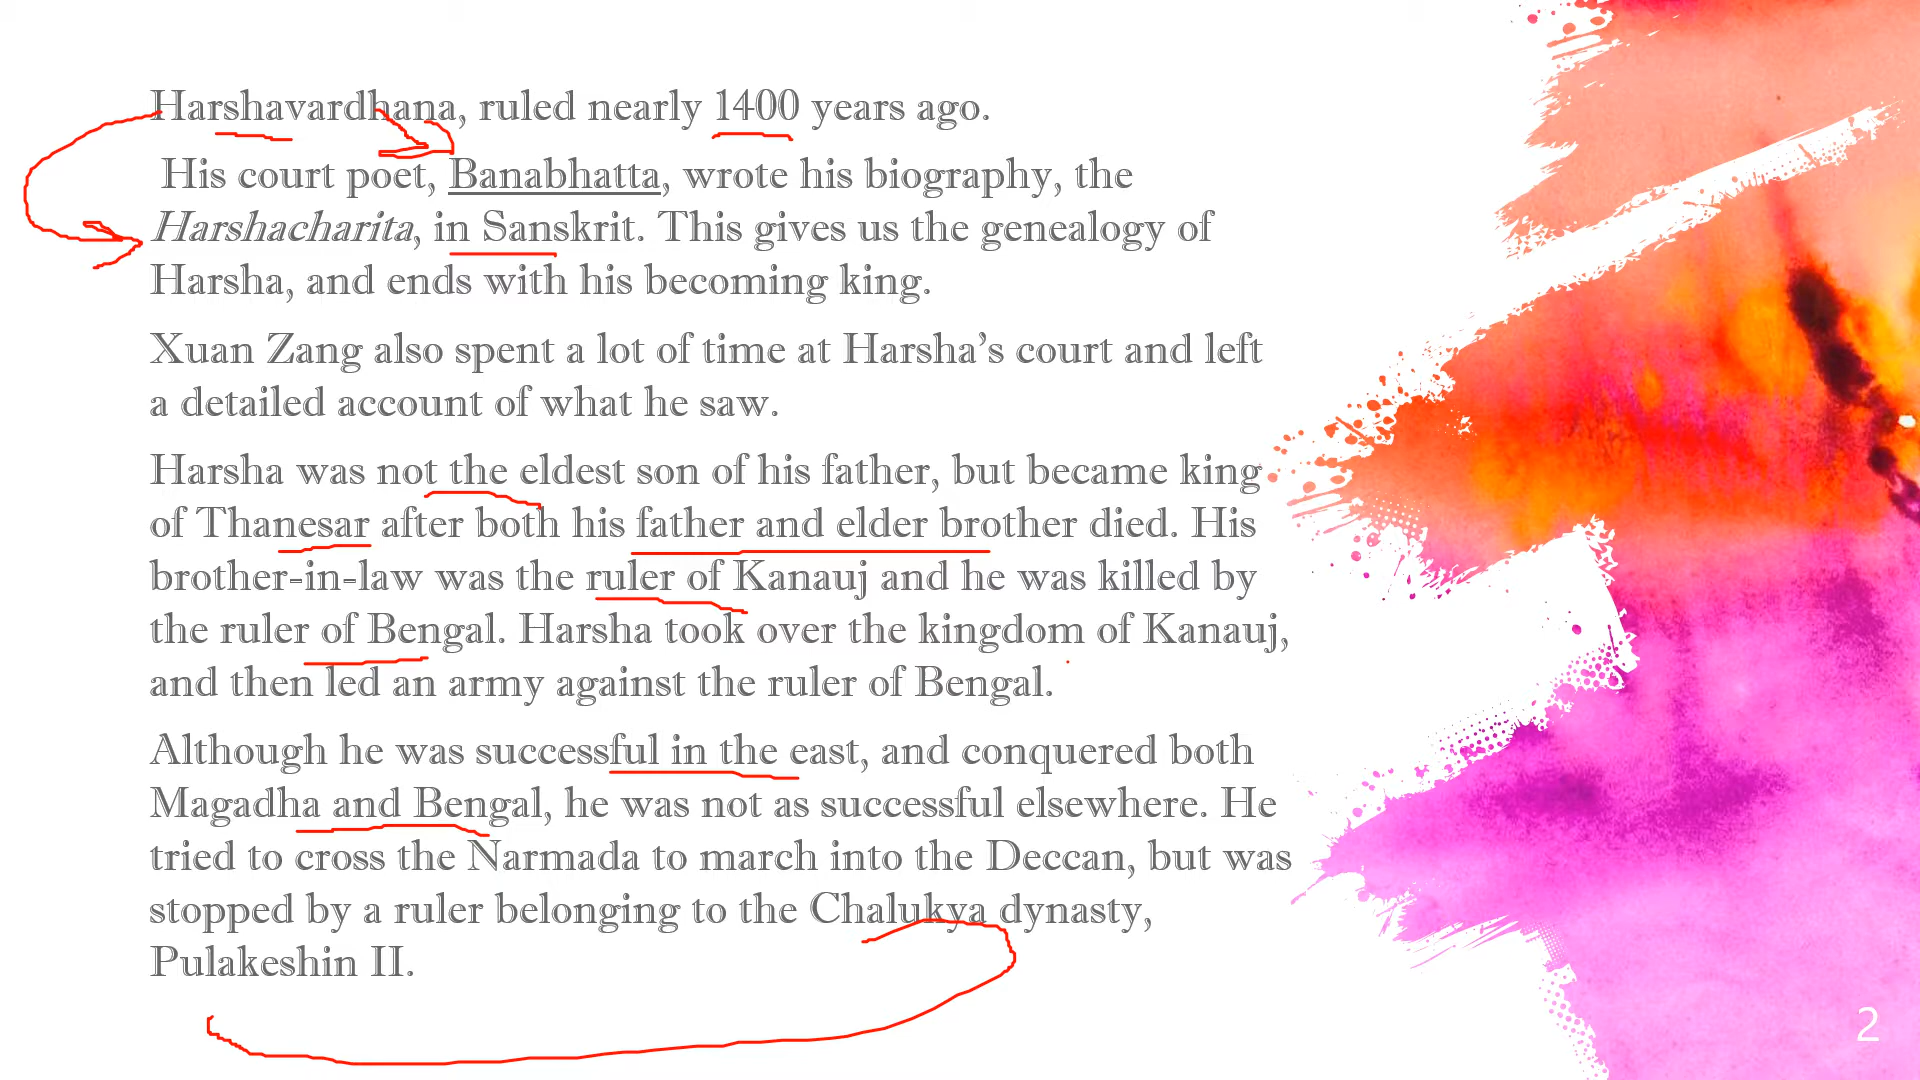 Harshavardhana, ruled nearly 1400 years ago.
His court poet, Banabhatta, wrote his biography, the
Harshacharita, in Sanskrit. This gives us the genealogy of
Harsha, and ends with his becoming king.
Xuan Zang also spent a lot of time at Harsha’s court and left
a detailed account of what he saw.
Harsha was not the eldest son of his father, but became king
of Thanesar after both his father and elder brother died. His
brother-in-law was the ruler of Kanauj and he was killed by
the ruler of Bengal. Harsha took over the kingdom of Kanauj,
and then led an army against the ruler of Bengal.
Although he was successful in the east, and conquered both
Magadha and Bengal, he was not as successful elsewhere. He
tried to cross the Narmada to march into the Deccan, but was
stopped by a ruler belonging to the Chalukya dynasty,
Pulakeshin II.
2